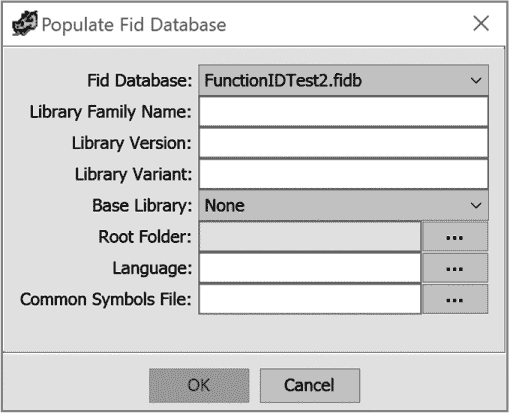 Populate Fid Database
Fid Database: FunctionIDTest2.fidb
Library Family Name:
Library Version:
Library Variant:
Base Library: None
Root Folder: ...
Language: ...
Common Symbols File: ...
OK Cancel